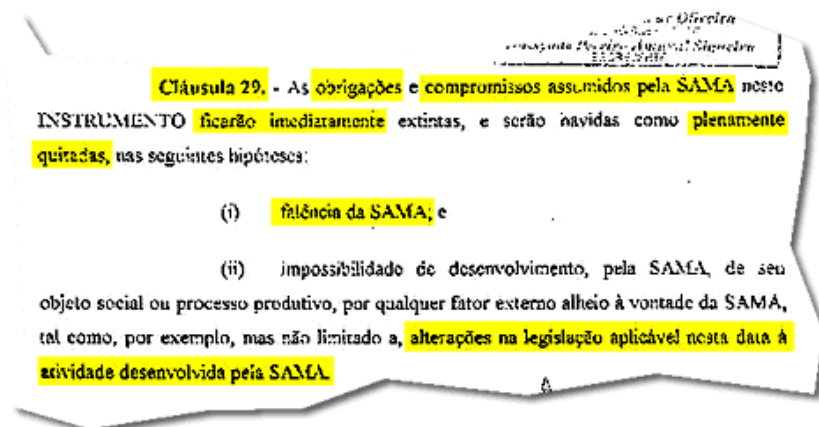 Oliveira
Cláusula 29. - As obrigações e compromissos assumidos pela SAMA neste
INSTRUMENTO ficarão imediatamente extintas, e serão havidas como plenamente
quitadas, nas seguintes hipóteses:
(i) falência da SAMA; e
(ii) impossibilidade de desenvolvimento, pela SAMA, de seu
objeto social ou processo produtivo, por qualquer fator externo alheio à vontade da SAMA,
tal como, por exemplo, mas não limitado a, alterações na legislação aplicável nesta data à
atividade desenvolvida pela SAMA.